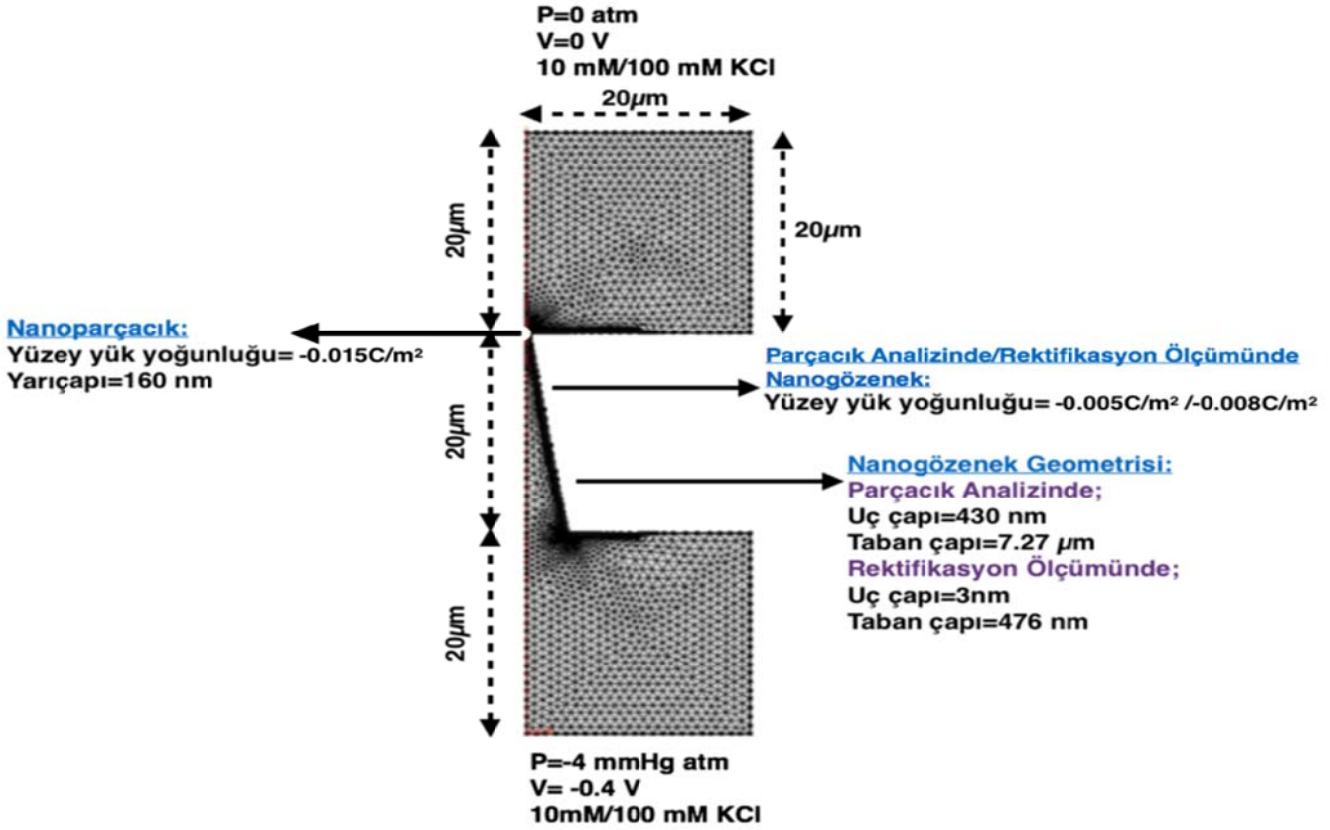 P=0 atm
V=0 V
10 mM/100 mM KCl
20µm
20µm
20µm
Nanoparçacık:
Yüzey yük yoğunluğu= -0.015C/m²
Yarıçapı=160 nm
20µm
Parçacık Analizinde/Rektifikasyon Ölçümünde
Nanogözenek:
Yüzey yük yoğunluğu= -0.005C/m² /-0.008C/m²
Nanogözenek Geometrisi:
Parçacık Analizinde;
Uç çapı=430 nm
Taban çapı=7.27 µm
Rektifikasyon Ölçümünde;
Uç çapı=3nm
Taban çapı=476 nm
20µm
P=-4 mmHg atm
V= -0.4 V
10mM/100 mM KCl